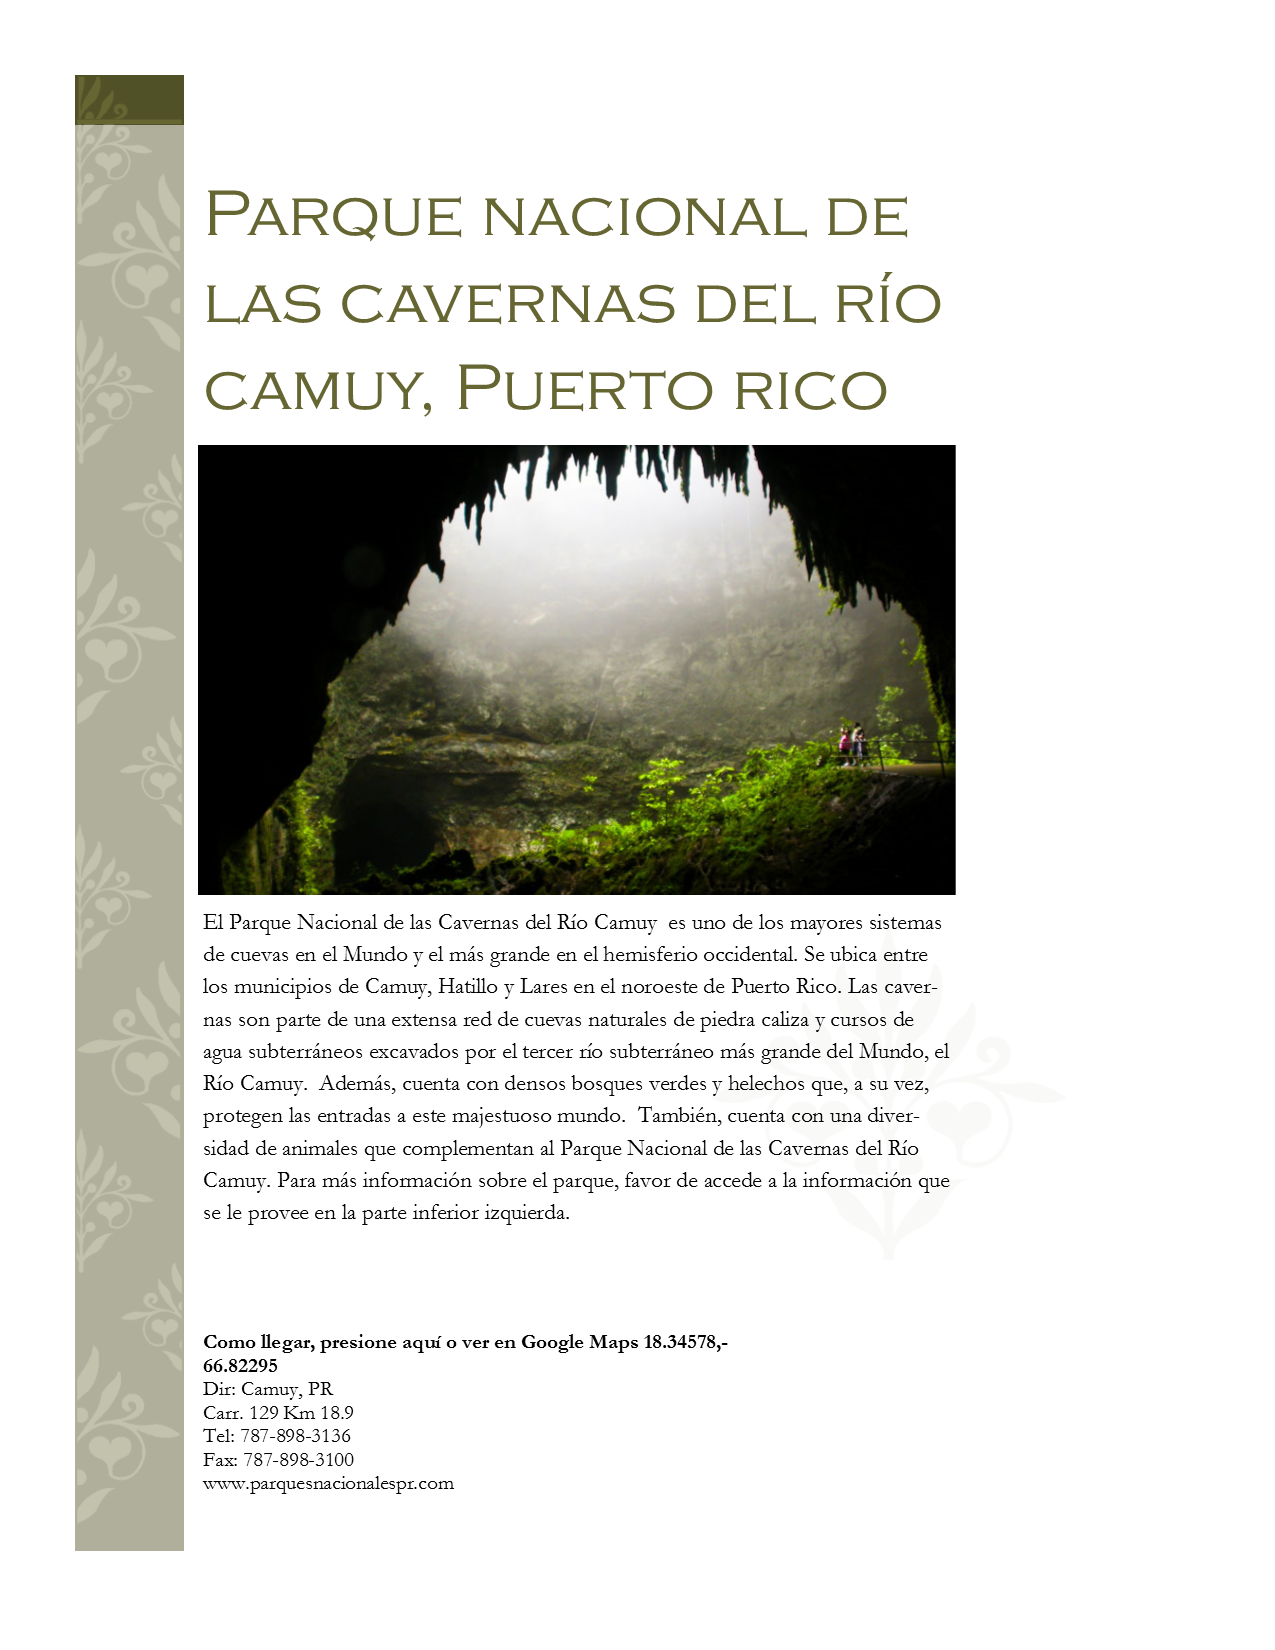 Parque nacional de
las cavernas del río
camuy, Puerto rico
El Parque Nacional de las Cavernas del Río Camuy  es uno de los mayores sistemas
de cuevas en el Mundo y el más grande en el hemisferio occidental. Se ubica entre
los municipios de Camuy, Hatillo y Lares en el noroeste de Puerto Rico. Las caver-
nas son parte de una extensa red de cuevas naturales de piedra caliza y cursos de
agua subterráneos excavados por el tercer río subterráneo más grande del Mundo, el
Río Camuy.  Además, cuenta con densos bosques verdes y helechos que, a su vez,
protegen las entradas a este majestuoso mundo.  También, cuenta con una diver-
sidad de animales que complementan al Parque Nacional de las Cavernas del Río
Camuy. Para más información sobre el parque, favor de accede a la información que
se le provee en la parte inferior izquierda.
Como llegar, presione aquí o ver en Google Maps 18.34578,-
66.82295
Dir: Camuy, PR
Carr. 129 Km 18.9
Tel: 787-898-3136
Fax: 787-898-3100
www.parquesnacionalespr.com